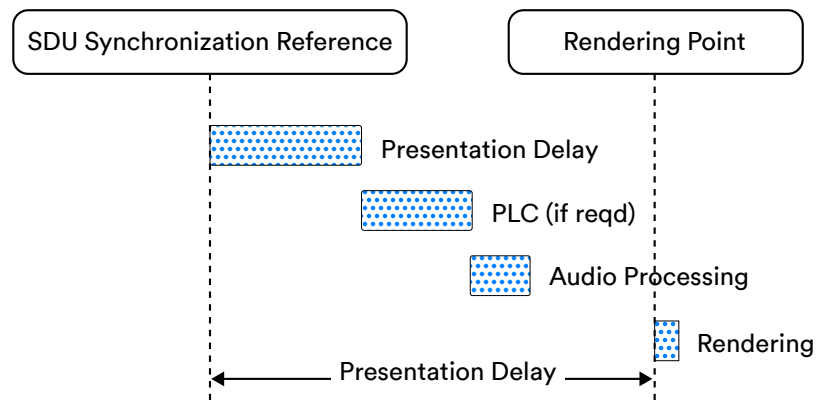 SDU Synchronization Reference
Rendering Point
Presentation Delay
PLC (if reqd)
Audio Processing
Rendering
Presentation Delay